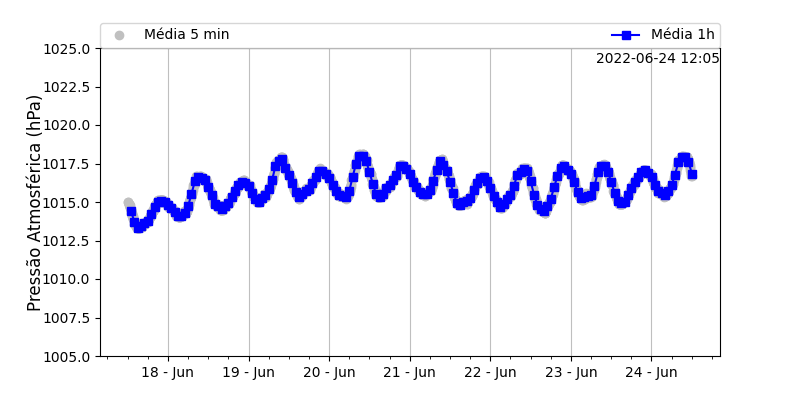 Média 5 min
Média 1h
2022-06-24 12:05
Pressão Atmosférica (hPa)
1025.0
1022.5
1020.0
1017.5
1015.0
1012.5
1010.0
1007.5
1005.0
18 - Jun
19 - Jun
20 - Jun
21 - Jun
22 - Jun
23 - Jun
24 - Jun